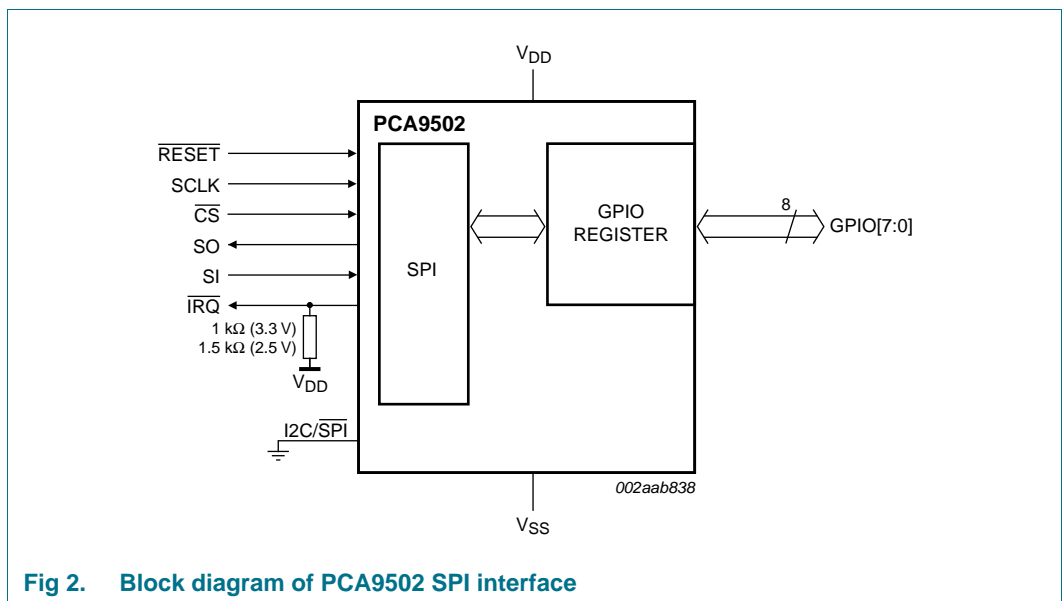 VDD
PCA9502
RESET
SCLK
CS
SO
SI
IRQ
1 kΩ (3.3 V)
1.5 kΩ (2.5 V)
VDD
I2C/SPI
SPI
GPIO
REGISTER
8
GPIO[7:0]
002aab838
VSS
Fig 2. Block diagram of PCA9502 SPI interface